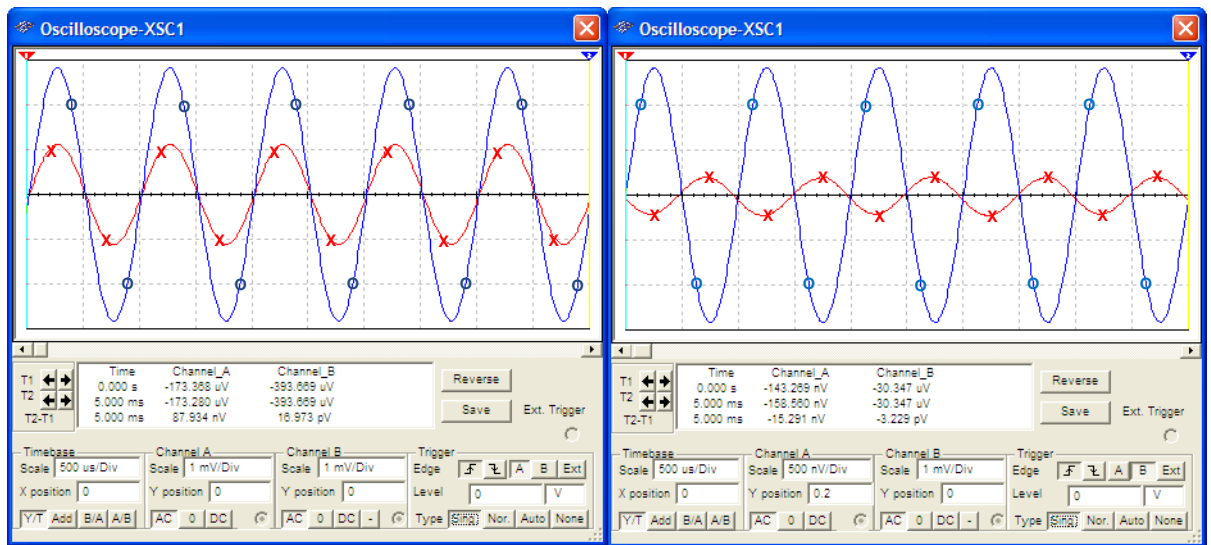 Oscilloscope-XSC1
1 2
X X X X X
X X X X X
T1
T2
T2-T1
Time Channel_A Channel_B
0.000 s -173.368 uV -393.669 uV
5.000 ms -173.280 uV -393.669 uV
5.000 ms 87.934 nV 16.973 pV
Reverse
Save
Ext. Trigger
Timebase
Scale 500 us/Div
X position 0
Y/T Add B/A A/B
Channel A
Scale 1 mV/Div
Y position 0
AC 0 DC
Channel B
Scale 1 mV/Div
Y position 0
AC 0 DC -
Trigger
Edge A B Ext
Level 0 V
Type Sing. Nor. Auto None
Oscilloscope-XSC1
1 2
X X X X X
X X X X X
T1
T2
T2-T1
Time Channel_A Channel_B
0.000 s -143.269 nV -30.347 uV
5.000 ms -158.560 nV -30.347 uV
5.000 ms -15.291 nV -3.229 pV
Reverse
Save
Ext. Trigger
Timebase
Scale 500 us/Div
X position 0
Y/T Add B/A A/B
Channel A
Scale 500 nV/Div
Y position 0.2
AC 0 DC
Channel B
Scale 1 mV/Div
Y position 0
AC 0 DC -
Trigger
Edge A B Ext
Level 0 V
Type Sing. Nor. Auto None